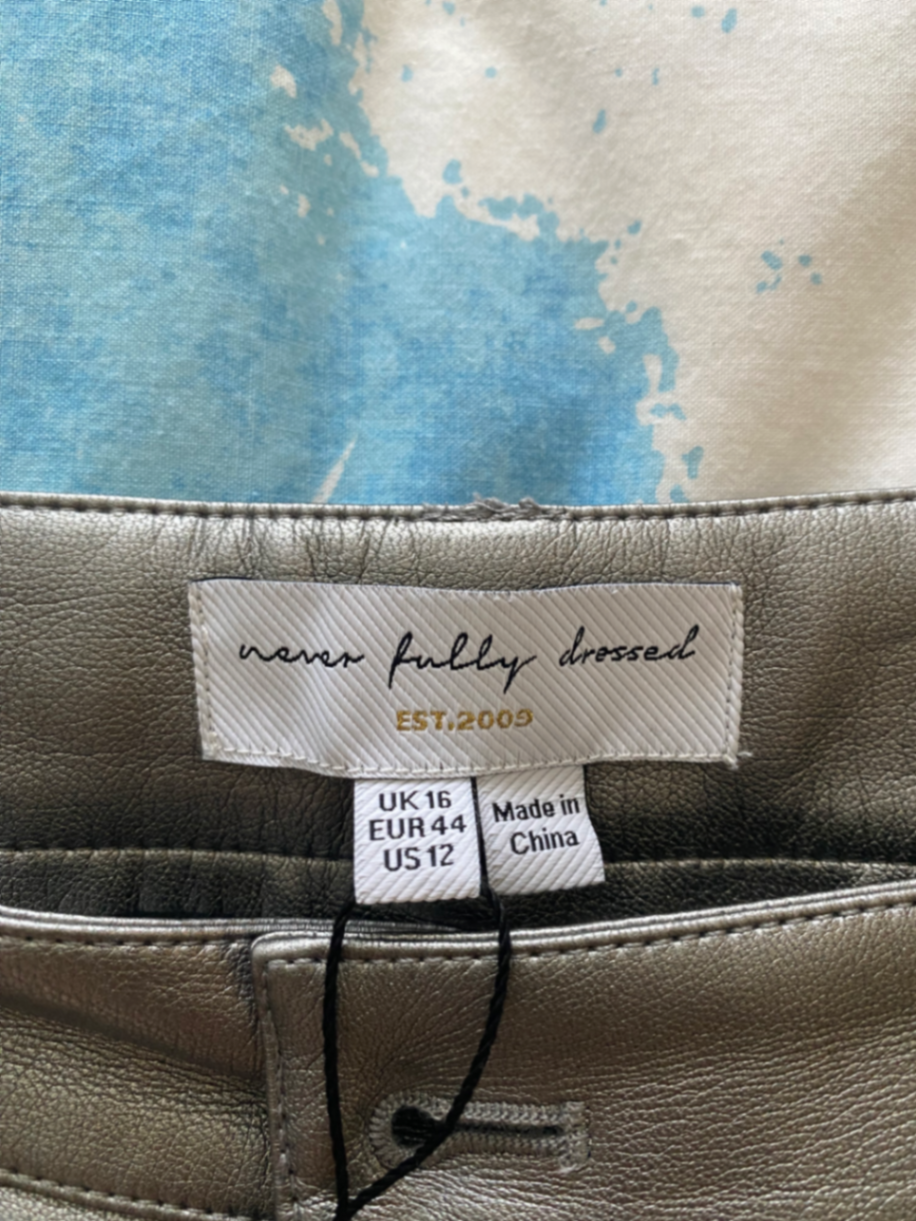 never fully dressed
EST.2009
UK 16
EUR 44
US 12
Made in
China